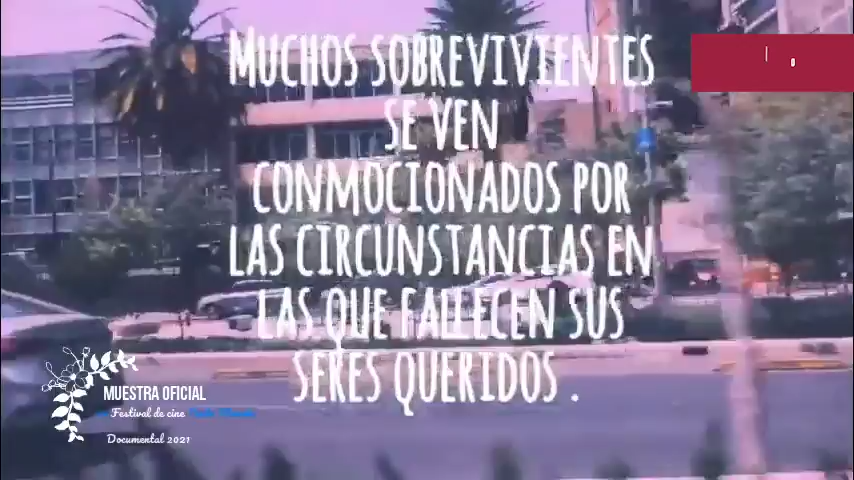 MUCHOS SOBREVIVIENTES
SE VEN
CONMOCIONADOS POR
LAS CIRCUNSTANCIAS EN
LAS QUE FALLECEN SUS
SERES QUERIDOS .
MUESTRA OFICIAL
Festival de cine
Documental 2021